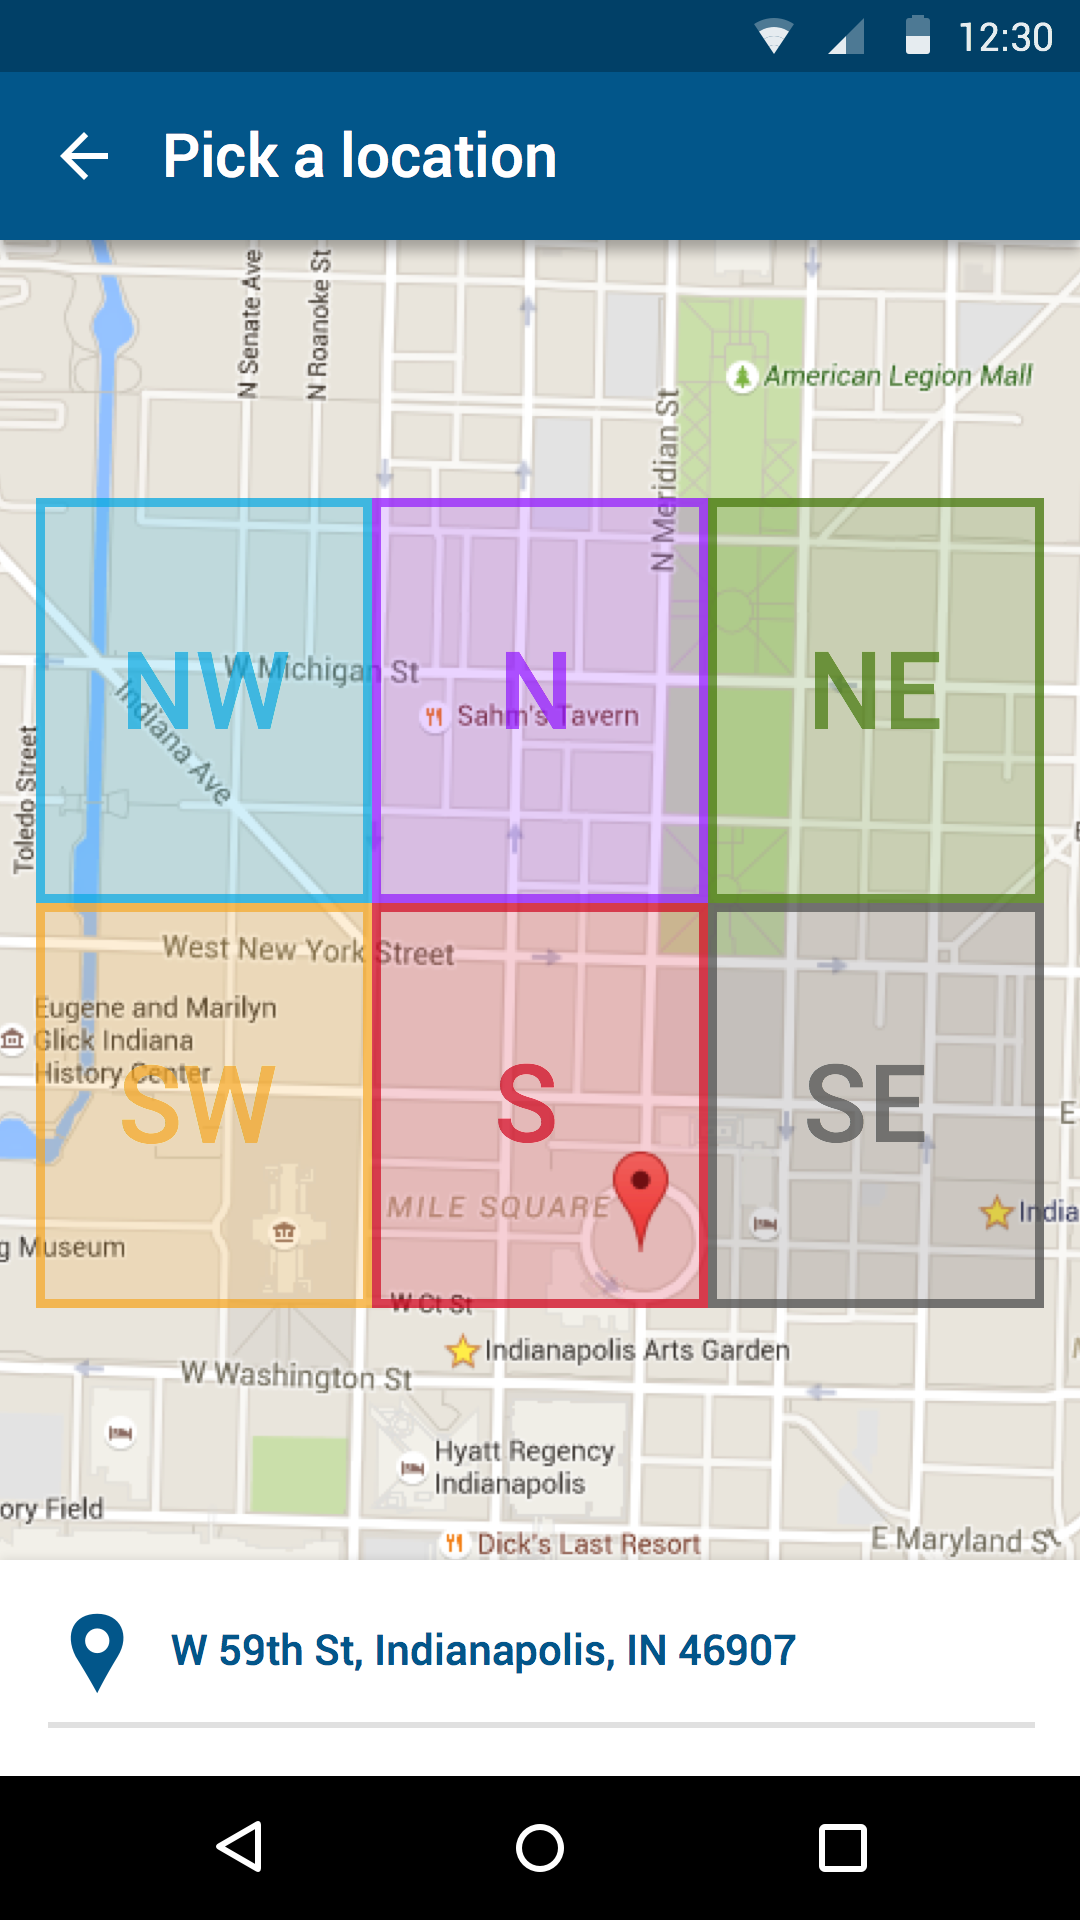 12:30
Pick a location
N Senate Ave
N Roanoke St
American Legion Mall
N Meridian St
NW
N
NE
W Michigan St
Indiana Ave
Sahm's Tavern
Toledo Street
West New York Street
Eugene and Marilyn
Glick Indiana
History Center
SW
S
SE
E
MILE SQUARE
India
g Museum
W Ct St
Indianapolis Arts Garden
W Washington St
Hyatt Regency
Indianapolis
ory Field
Dick's Last Resort
E Maryland St
W 59th St, Indianapolis, IN 46907